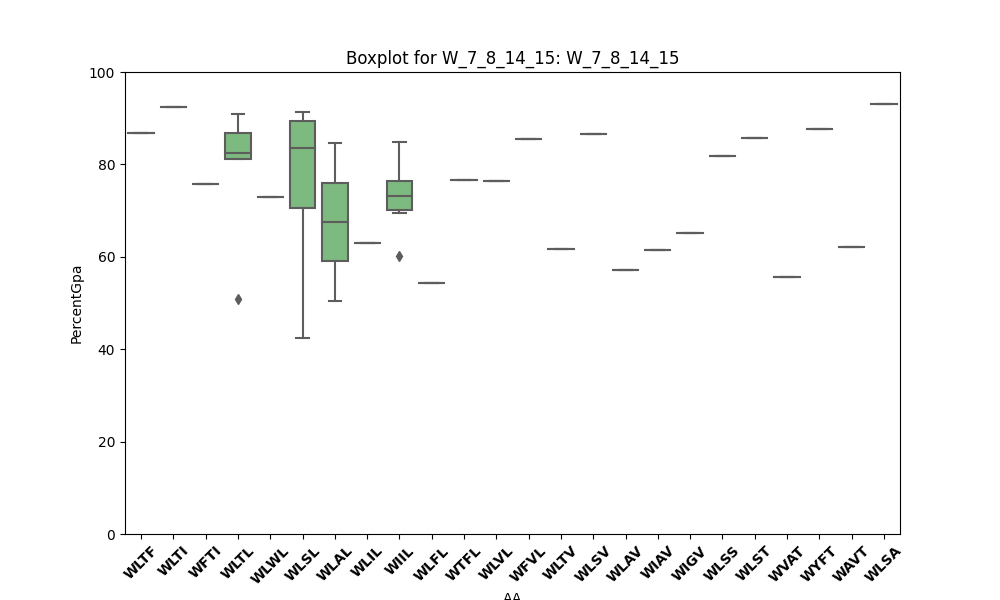 Boxplot for W_7_8_14_15: W_7_8_14_15
100
80
60
40
20
0
PercentGpa
WLTF
WLTI
WFTI
WLTL
WLWL
WLSL
WLAL
WLIL
WIIL
WLFL
WTFL
WLVL
WFVL
WLTV
WLSV
WLAV
WIAV
WIGV
WLSS
WLST
WVAT
WYFT
WAVT
WLSA
AA